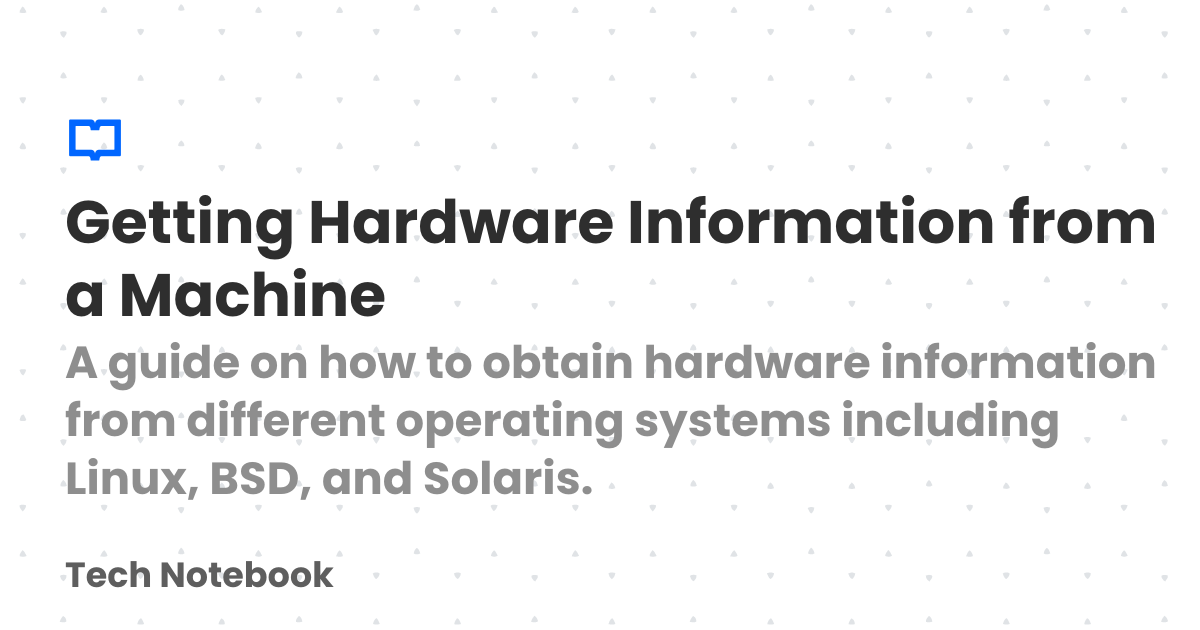 Getting Hardware Information from
a Machine
A guide on how to obtain hardware information
from different operating systems including
Linux, BSD, and Solaris.
Tech Notebook